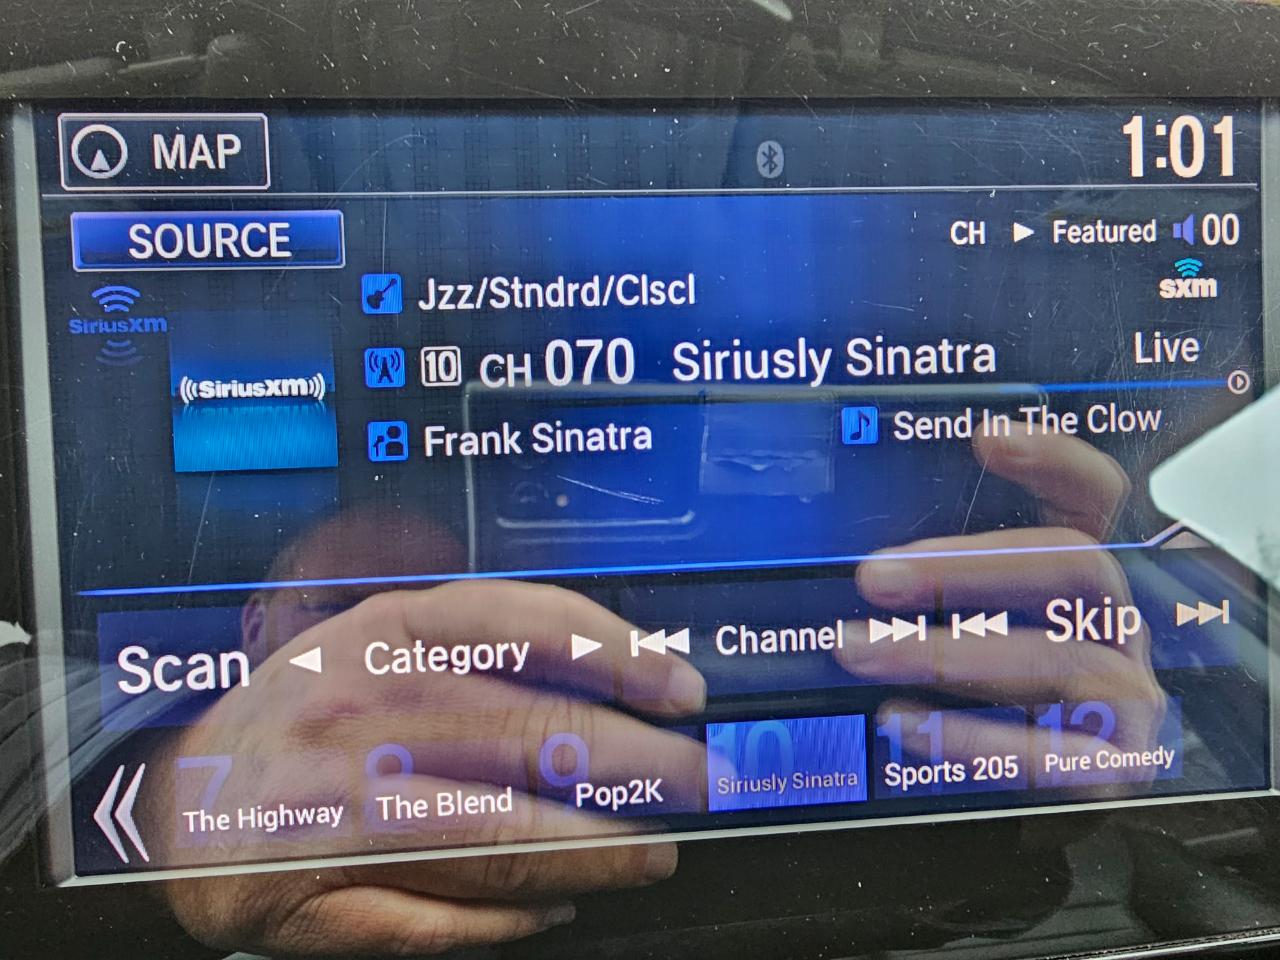 MAP
1:01
SOURCE
CH ▶ Featured 00
SiriusXM
sxm
Jzz/Stndrd/Clscl
((SiriusXM))
10 CH 070 Siriusly Sinatra Live
Frank Sinatra Send In The Clow
Scan Category Channel Skip
7 The Highway
8 The Blend
9 Pop2K
10 Siriusly Sinatra
11 Sports 205
12 Pure Comedy